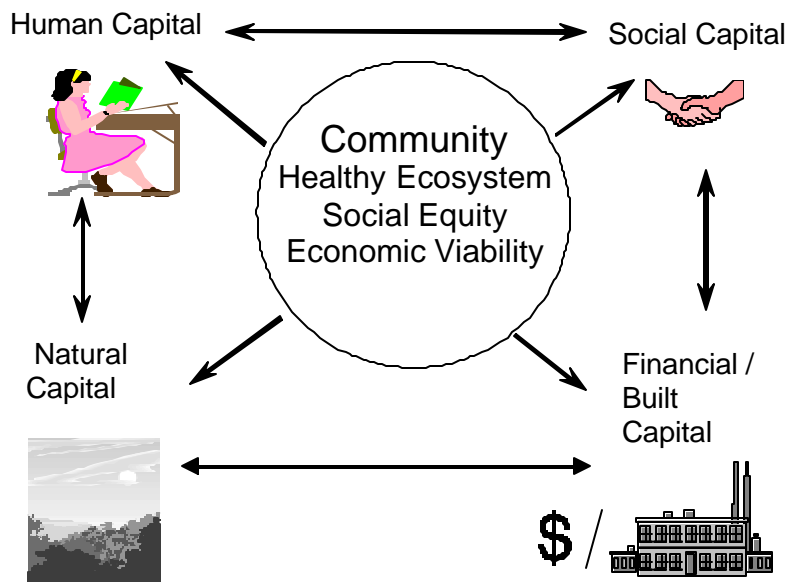 Human Capital
Social Capital
Community
Healthy Ecosystem
Social Equity
Economic Viability
Natural
Capital
Financial /
Built
Capital
$ /